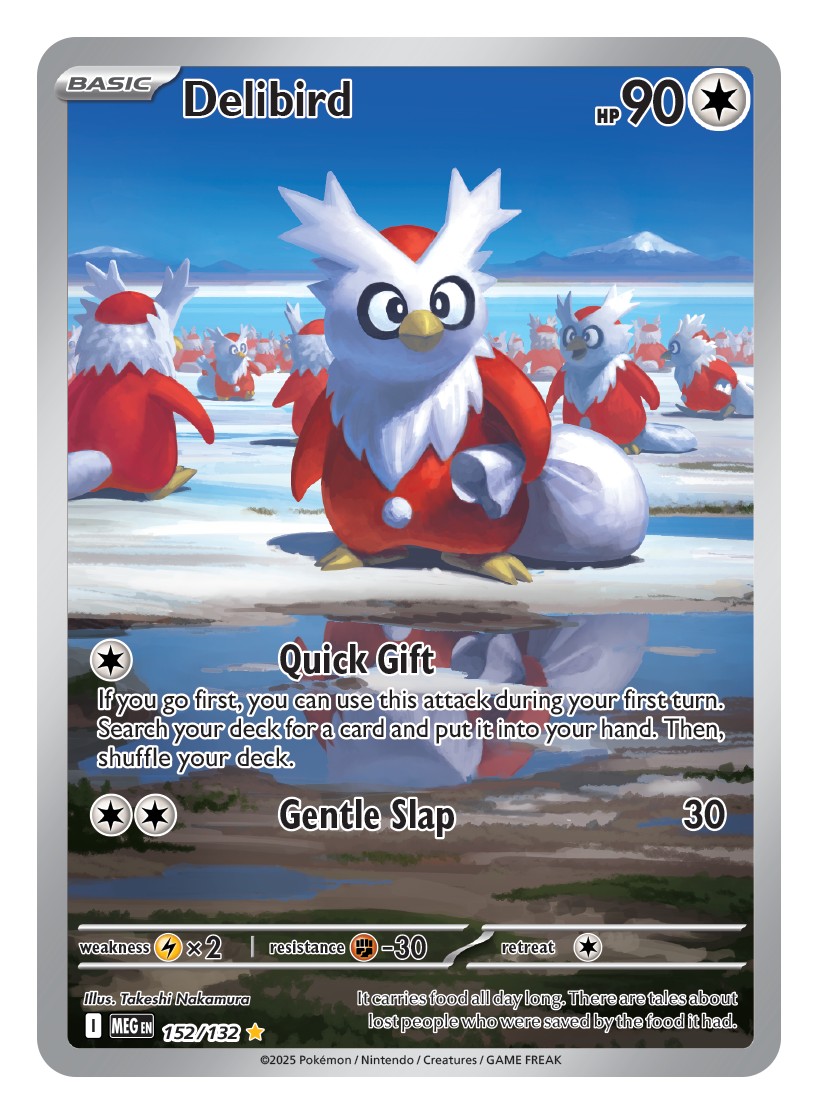 BASIC
Delibird
HP 90
Quick Gift
If you go first, you can use this attack during your first turn.
Search your deck for a card and put it into your hand. Then,
shuffle your deck.
Gentle Slap 30
weakness ×2 resistance -30 retreat
Illus. Takeshi Nakamura
It carries food all day long. There are tales about
lost people who were saved by the food it had.
I MEG EN 152/132
©2025 Pokémon / Nintendo / Creatures / GAME FREAK